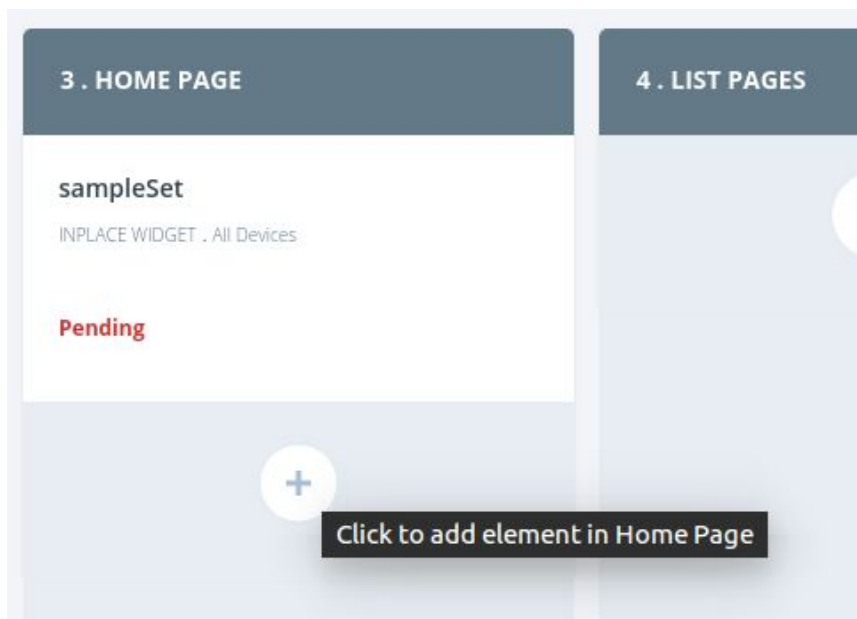 3 . HOME PAGE
4 . LIST PAGES
sampleSet
INPLACE WIDGET . All Devices
Pending
+
Click to add element in Home Page